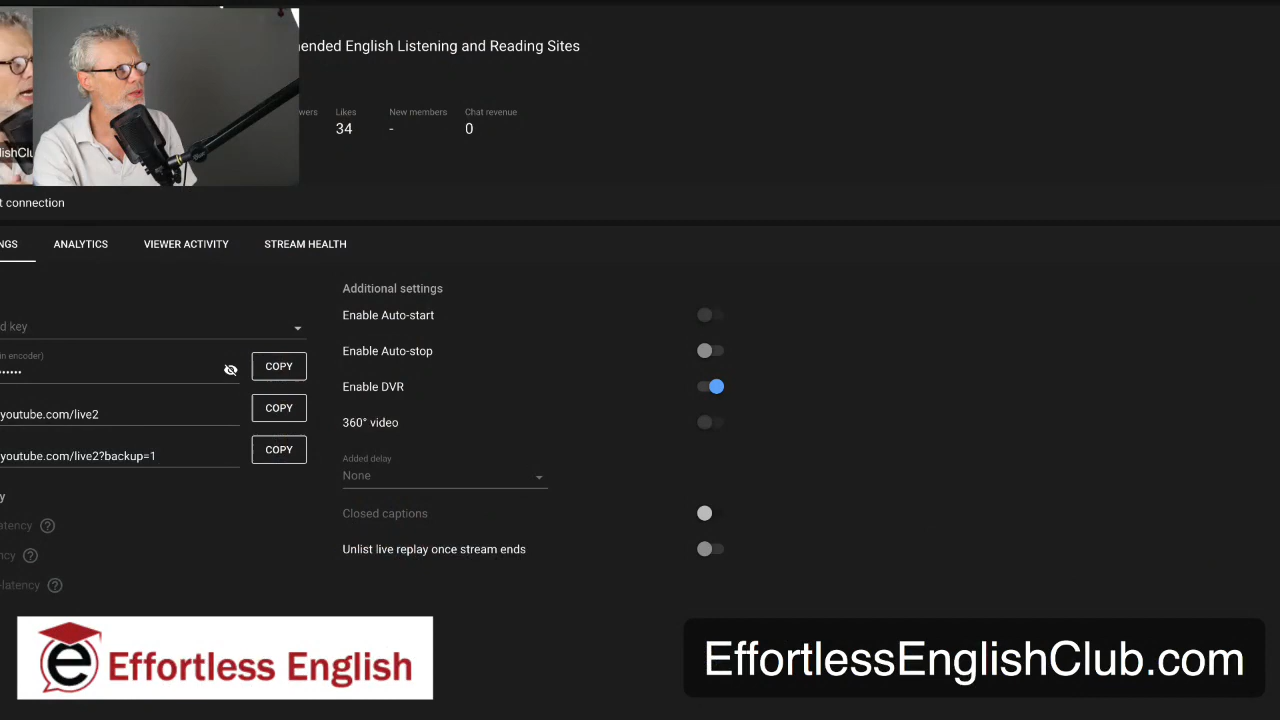 ended English Listening and Reading Sites
wers
Likes
New members
Chat revenue
34
-
0
lishClu
t connection
NGS
ANALYTICS
VIEWER ACTIVITY
STREAM HEALTH
Additional settings
d key
Enable Auto-start
in encoder)
••••••
COPY
Enable Auto-stop
Enable DVR
youtube.com/live2
COPY
360° video
youtube.com/live2?backup=1
COPY
Added delay
None
y
Closed captions
atency
Unlist live replay once stream ends
ncy
-latency
e Effortless English
EffortlessEnglishClub.com